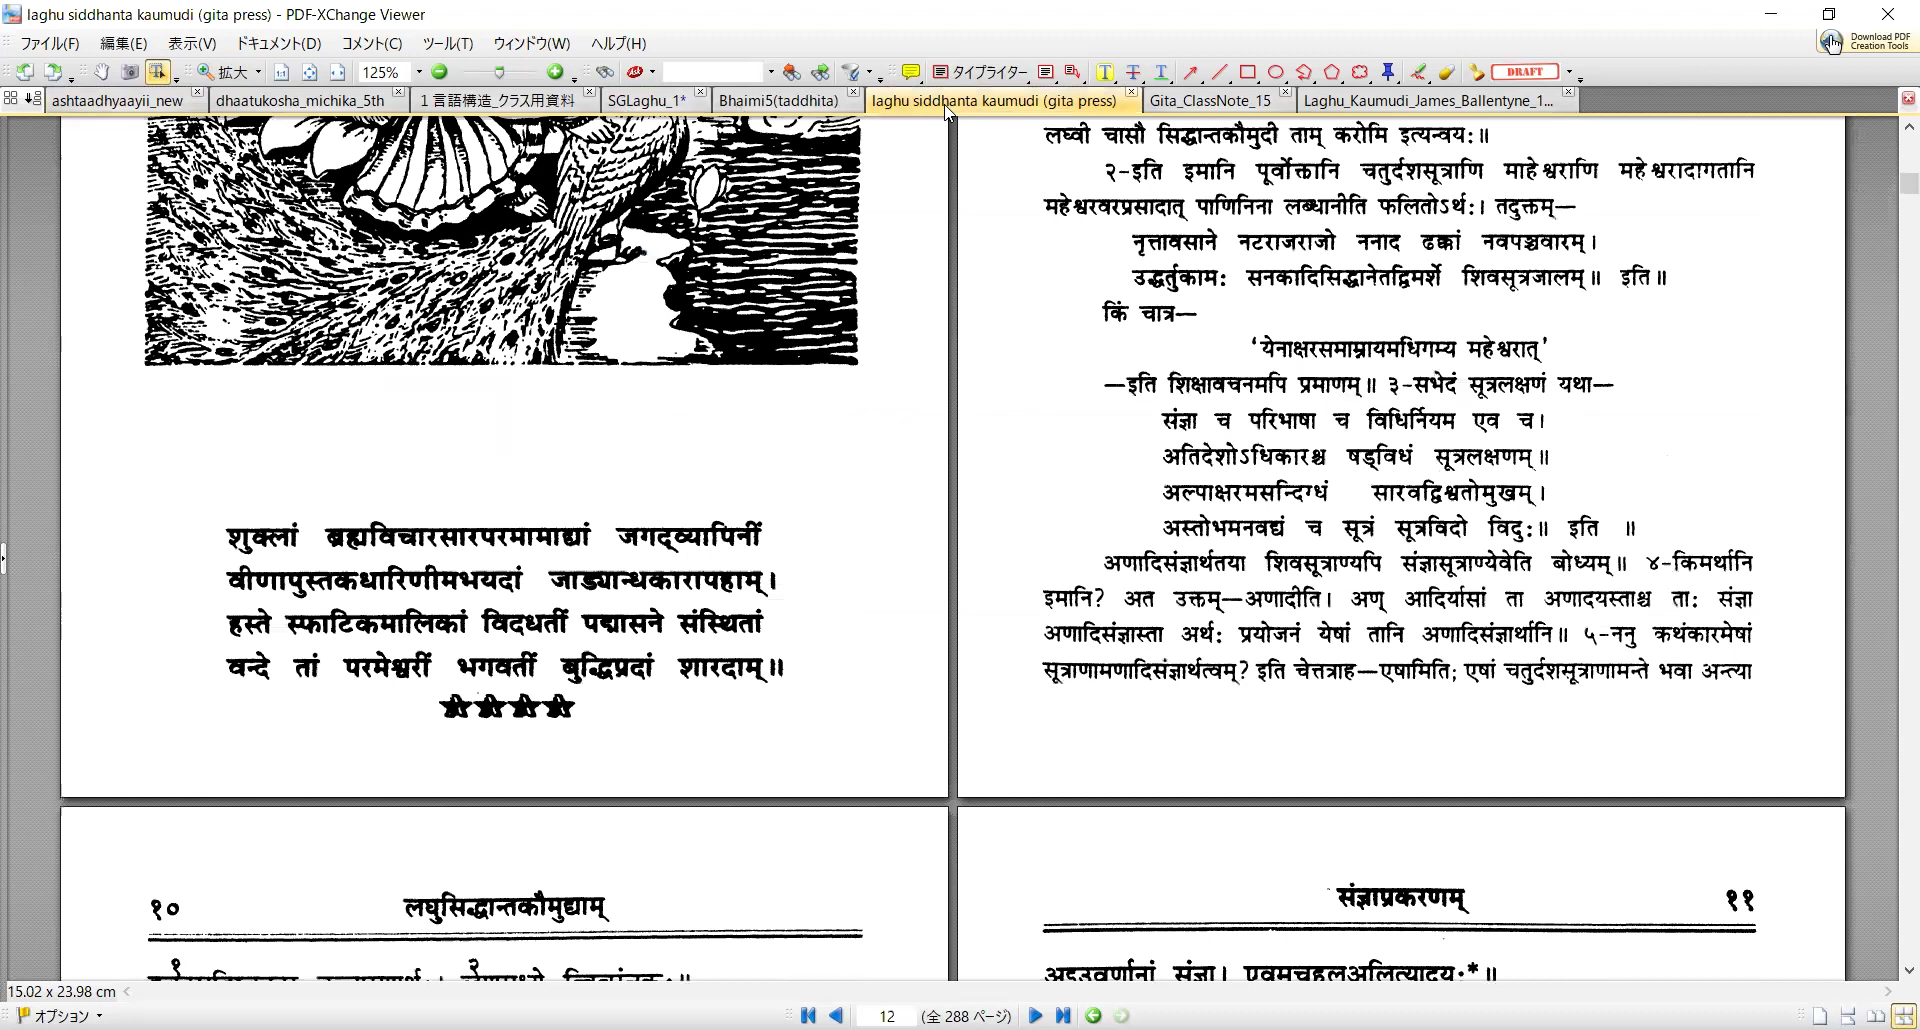 laghu siddhanta kaumudi (gita press) - PDF-XChange Viewer
ファイル(F) 編集(E) 表示(V) ドキュメント(D) コメント(C) ツール(T) ウィンドウ(W) ヘルプ(H)
Download PDF
Creation Tools
拡大 125% タイプライター DRAFT
ashtaadhyaayii_new dhaatukosha_michika_5th 1 言語構造_クラス用資料 SGLaghu_1* Bhaimi5(taddhita) laghu siddhanta kaumudi (gita press) Gita_ClassNote_15 Laghu_Kaumudi_James_Ballentyne_1...
शुक्लां ब्रह्मविचारसारपरमामाद्यां जगद्व्यापिनीं
वीणापुस्तकधारिणीमभयदां जाड्यान्धकारापहाम्।
हस्ते स्फाटिकमालिकां विदधतीं पद्मासने संस्थितां
वन्दे तां परमेश्वरीं भगवतीं बुद्धिप्रदां शारदाम्॥
लघ्वी चासौ सिद्धान्तकौमुदी ताम् करोमि इत्यन्वय:॥
२-इति इमानि पूर्वोक्तानि चतुर्दशसूत्राणि माहेश्वराणि महेश्वरादागतानि
महेश्वरवरप्रसादात् पाणिनिना लब्धानीति फलितोऽर्थ:। तदुक्तम्—
नृत्तावसाने नटराजराजो ननाद ढक्कां नवपञ्चवारम्।
उद्धर्तुकाम: सनकादिसिद्धानेतद्विमर्शे शिवसूत्रजालम्॥ इति॥
किं चात्र—
‘येनाक्षरसमाम्नायमधिगम्य महेश्वरात्’
—इति शिक्षावचनमपि प्रमाणम्॥ ३-सभेदं सूत्रलक्षणं यथा—
संज्ञा च परिभाषा च विधिर्नियम एव च।
अतिदेशोऽधिकारश्च षड्विधं सूत्रलक्षणम्॥
अल्पाक्षरमसन्दिग्धं सारवद्विश्वतोमुखम्।
अस्तोभमनवद्यं च सूत्रं सूत्रविदो विदु:॥ इति ॥
अणादिसंज्ञार्थतया शिवसूत्राण्यपि संज्ञासूत्राण्येवेति बोध्यम्॥ ४-किमर्थानि
इमानि? अत उक्तम्—अणादीति। अण् आदिर्यासां ता अणादयस्ताश्च ता: संज्ञा
अणादिसंज्ञास्ता अर्थ: प्रयोजनं येषां तानि अणादिसंज्ञार्थानि॥ ५-ननु कथंकारमेषां
सूत्राणामणादिसंज्ञार्थत्वम्? इति चेत्तत्राह—एषामिति; एषां चतुर्दशसूत्राणामन्ते भवा अन्त्या
१० लघुसिद्धान्तकौमुद्याम्
संज्ञाप्रकरणम् ११
अइउवर्णानां संज्ञा। एवमच्हल्अलित्यादय:*॥
15.02 x 23.98 cm
オプション 12 (全 288 ページ)